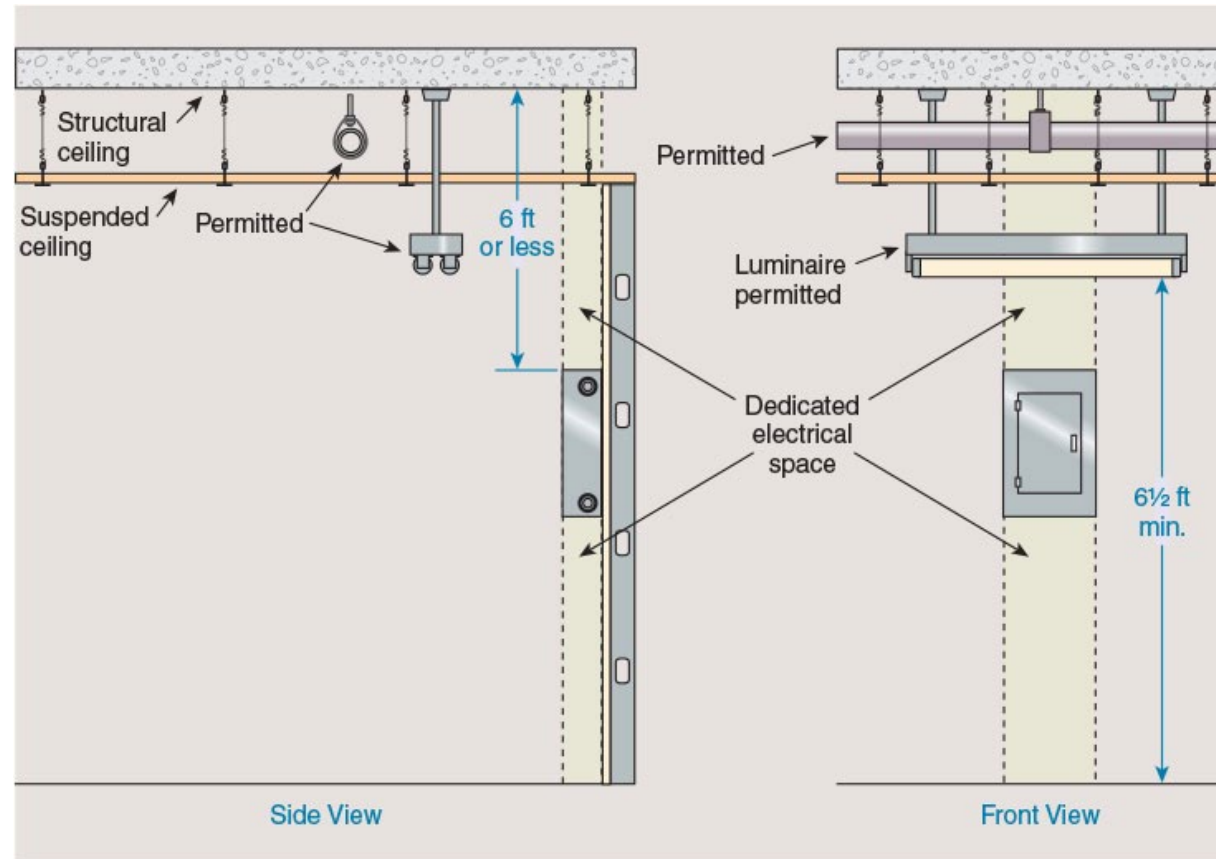 Structural
ceiling
Suspended
ceiling
Permitted
6 ft
or less
Permitted
Luminaire
permitted
Dedicated
electrical
space
6½ ft
min.
Side View
Front View